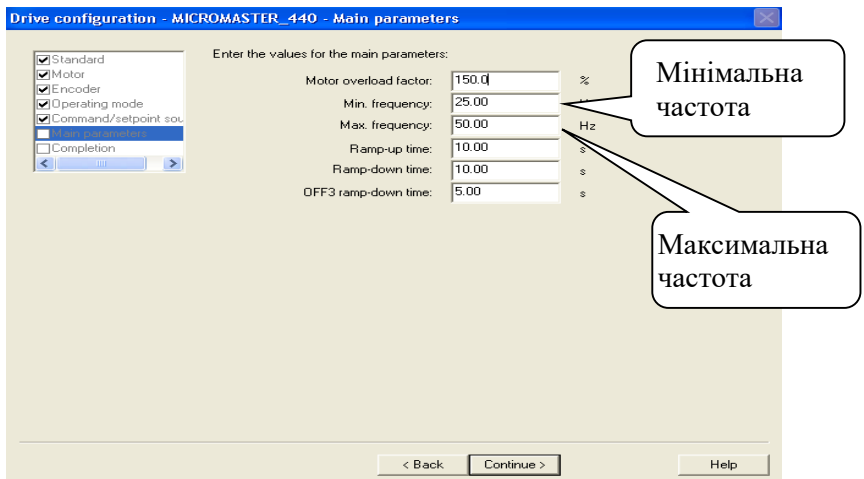 Drive configuration - MICROMASTER_440 - Main parameters
Standard
Motor
Encoder
Operating mode
Command/setpoint sou
Main parameters
Completion
Enter the values for the main parameters:
Motor overload factor: 150.0 %
Min. frequency: 25.00
Max. frequency: 50.00 Hz
Ramp-up time: 10.00 s
Ramp-down time: 10.00 s
OFF3 ramp-down time: 5.00 s
Мінімальна
частота
Максимальна
частота
< Back
Continue >
Help